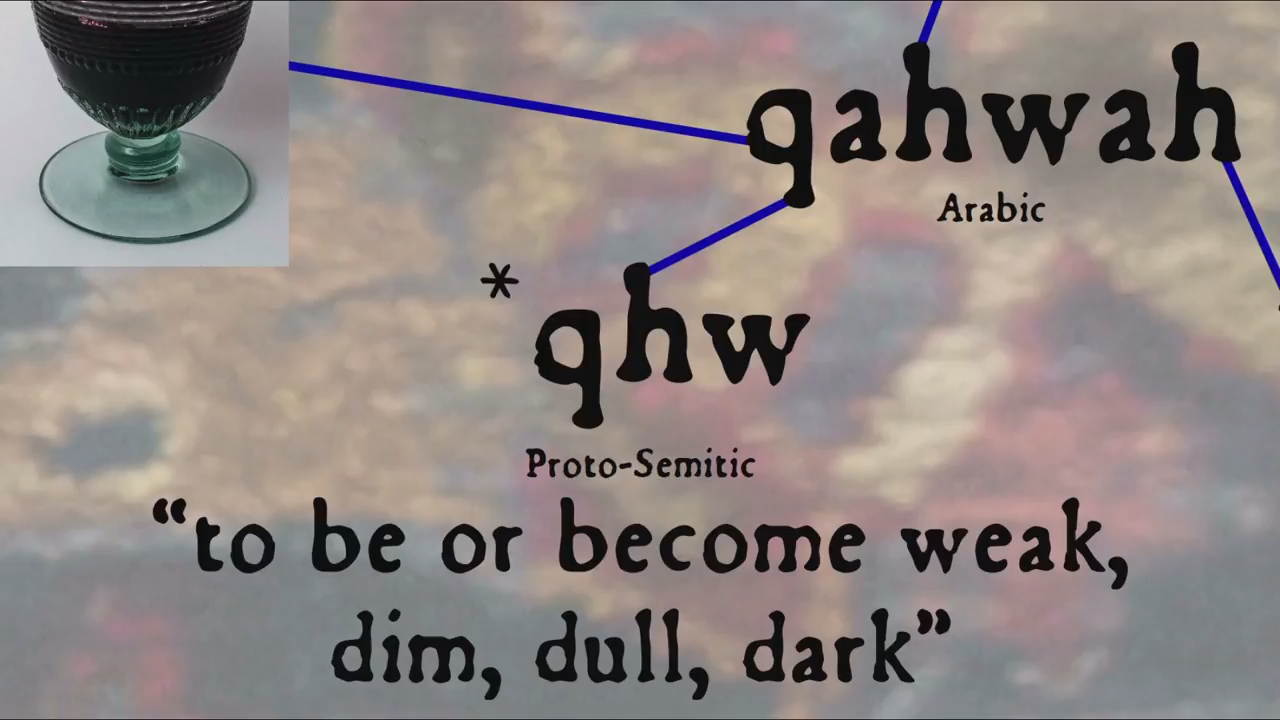 qahwah
Arabic
*qhw
Proto-Semitic
“to be or become weak,
dim, dull, dark”